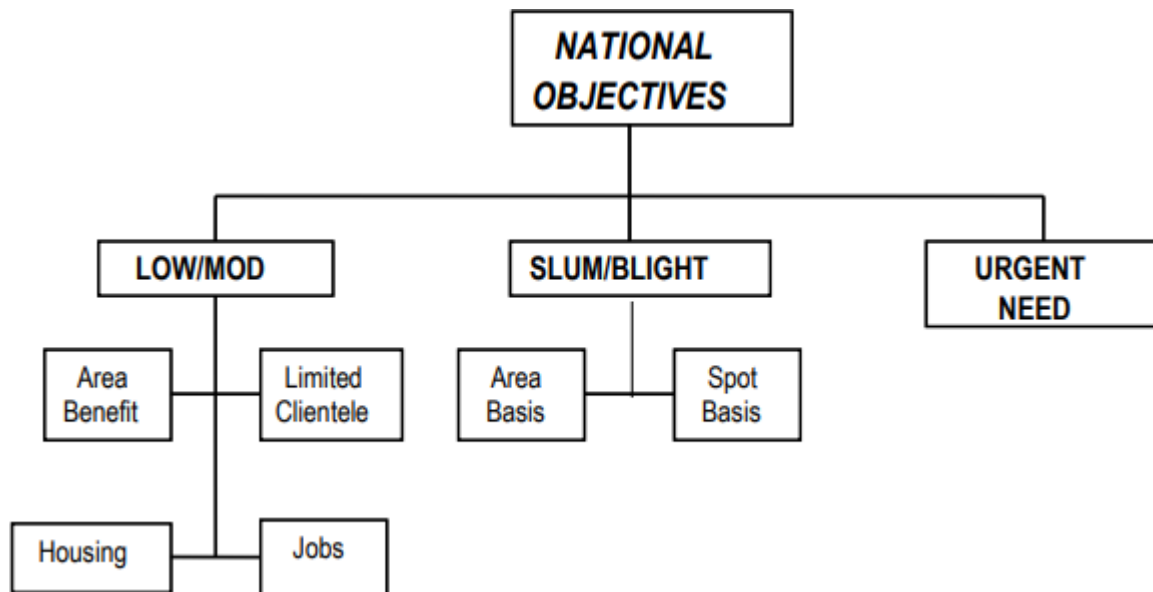 NATIONAL
OBJECTIVES
LOW/MOD
SLUM/BLIGHT
URGENT
NEED
Area
Benefit
Limited
Clientele
Area
Basis
Spot
Basis
Housing
Jobs